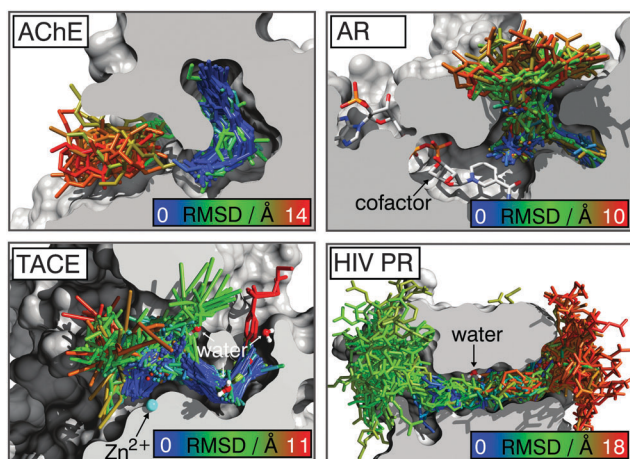 AChE
0 RMSD / Å 14
AR
cofactor
0 RMSD / Å 10
TACE
water
Zn2+
0 RMSD / Å 11
HIV PR
water
0 RMSD / Å 18